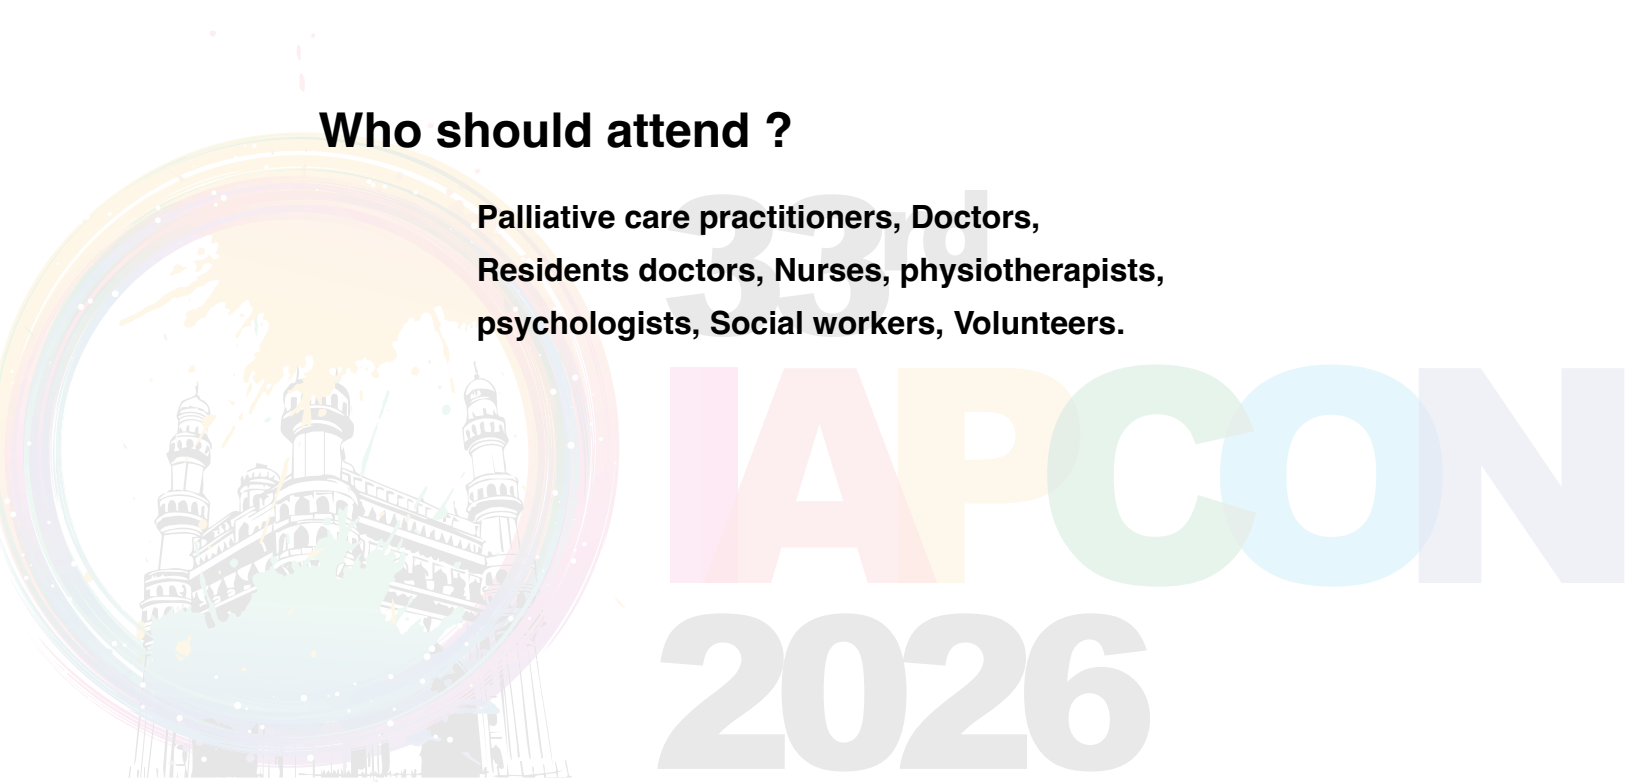 Who should attend ?
Palliative care practitioners, Doctors,
Residents doctors, Nurses, physiotherapists,
psychologists, Social workers, Volunteers.
33rd
IAPCON
2026